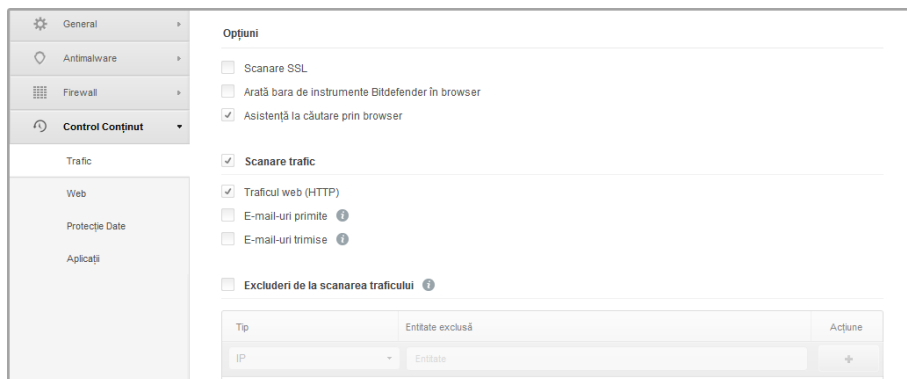 General
Antimalware
Firewall
Control Conținut
Trafic
Web
Protecție Date
Aplicații
Opțiuni
Scanare SSL
Arată bara de instrumente Bitdefender în browser
Asistență la căutare prin browser
Scanare trafic
Traficul web (HTTP)
E-mail-uri primite
E-mail-uri trimise
Excluderi de la scanarea traficului
Tip Entitate exclusă Acțiune
IP Entitate